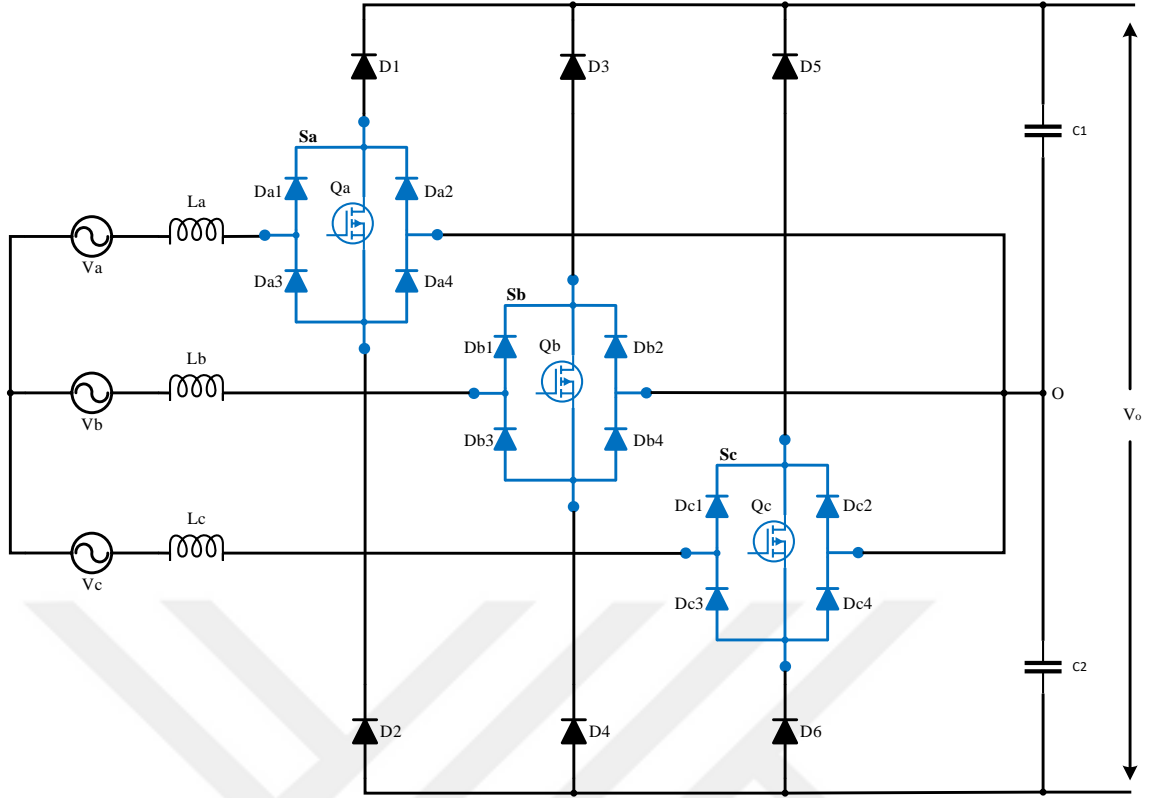 D1
D3
D5
C1
Sa
Da1
Qa
Da2
La
Va
Da3
Da4
Sb
Db1
Qb
Db2
Lb
Vb
O
Vₒ
Db3
Db4
Sc
Dc1
Qc
Dc2
Lc
Vc
Dc3
Dc4
C2
D2
D4
D6